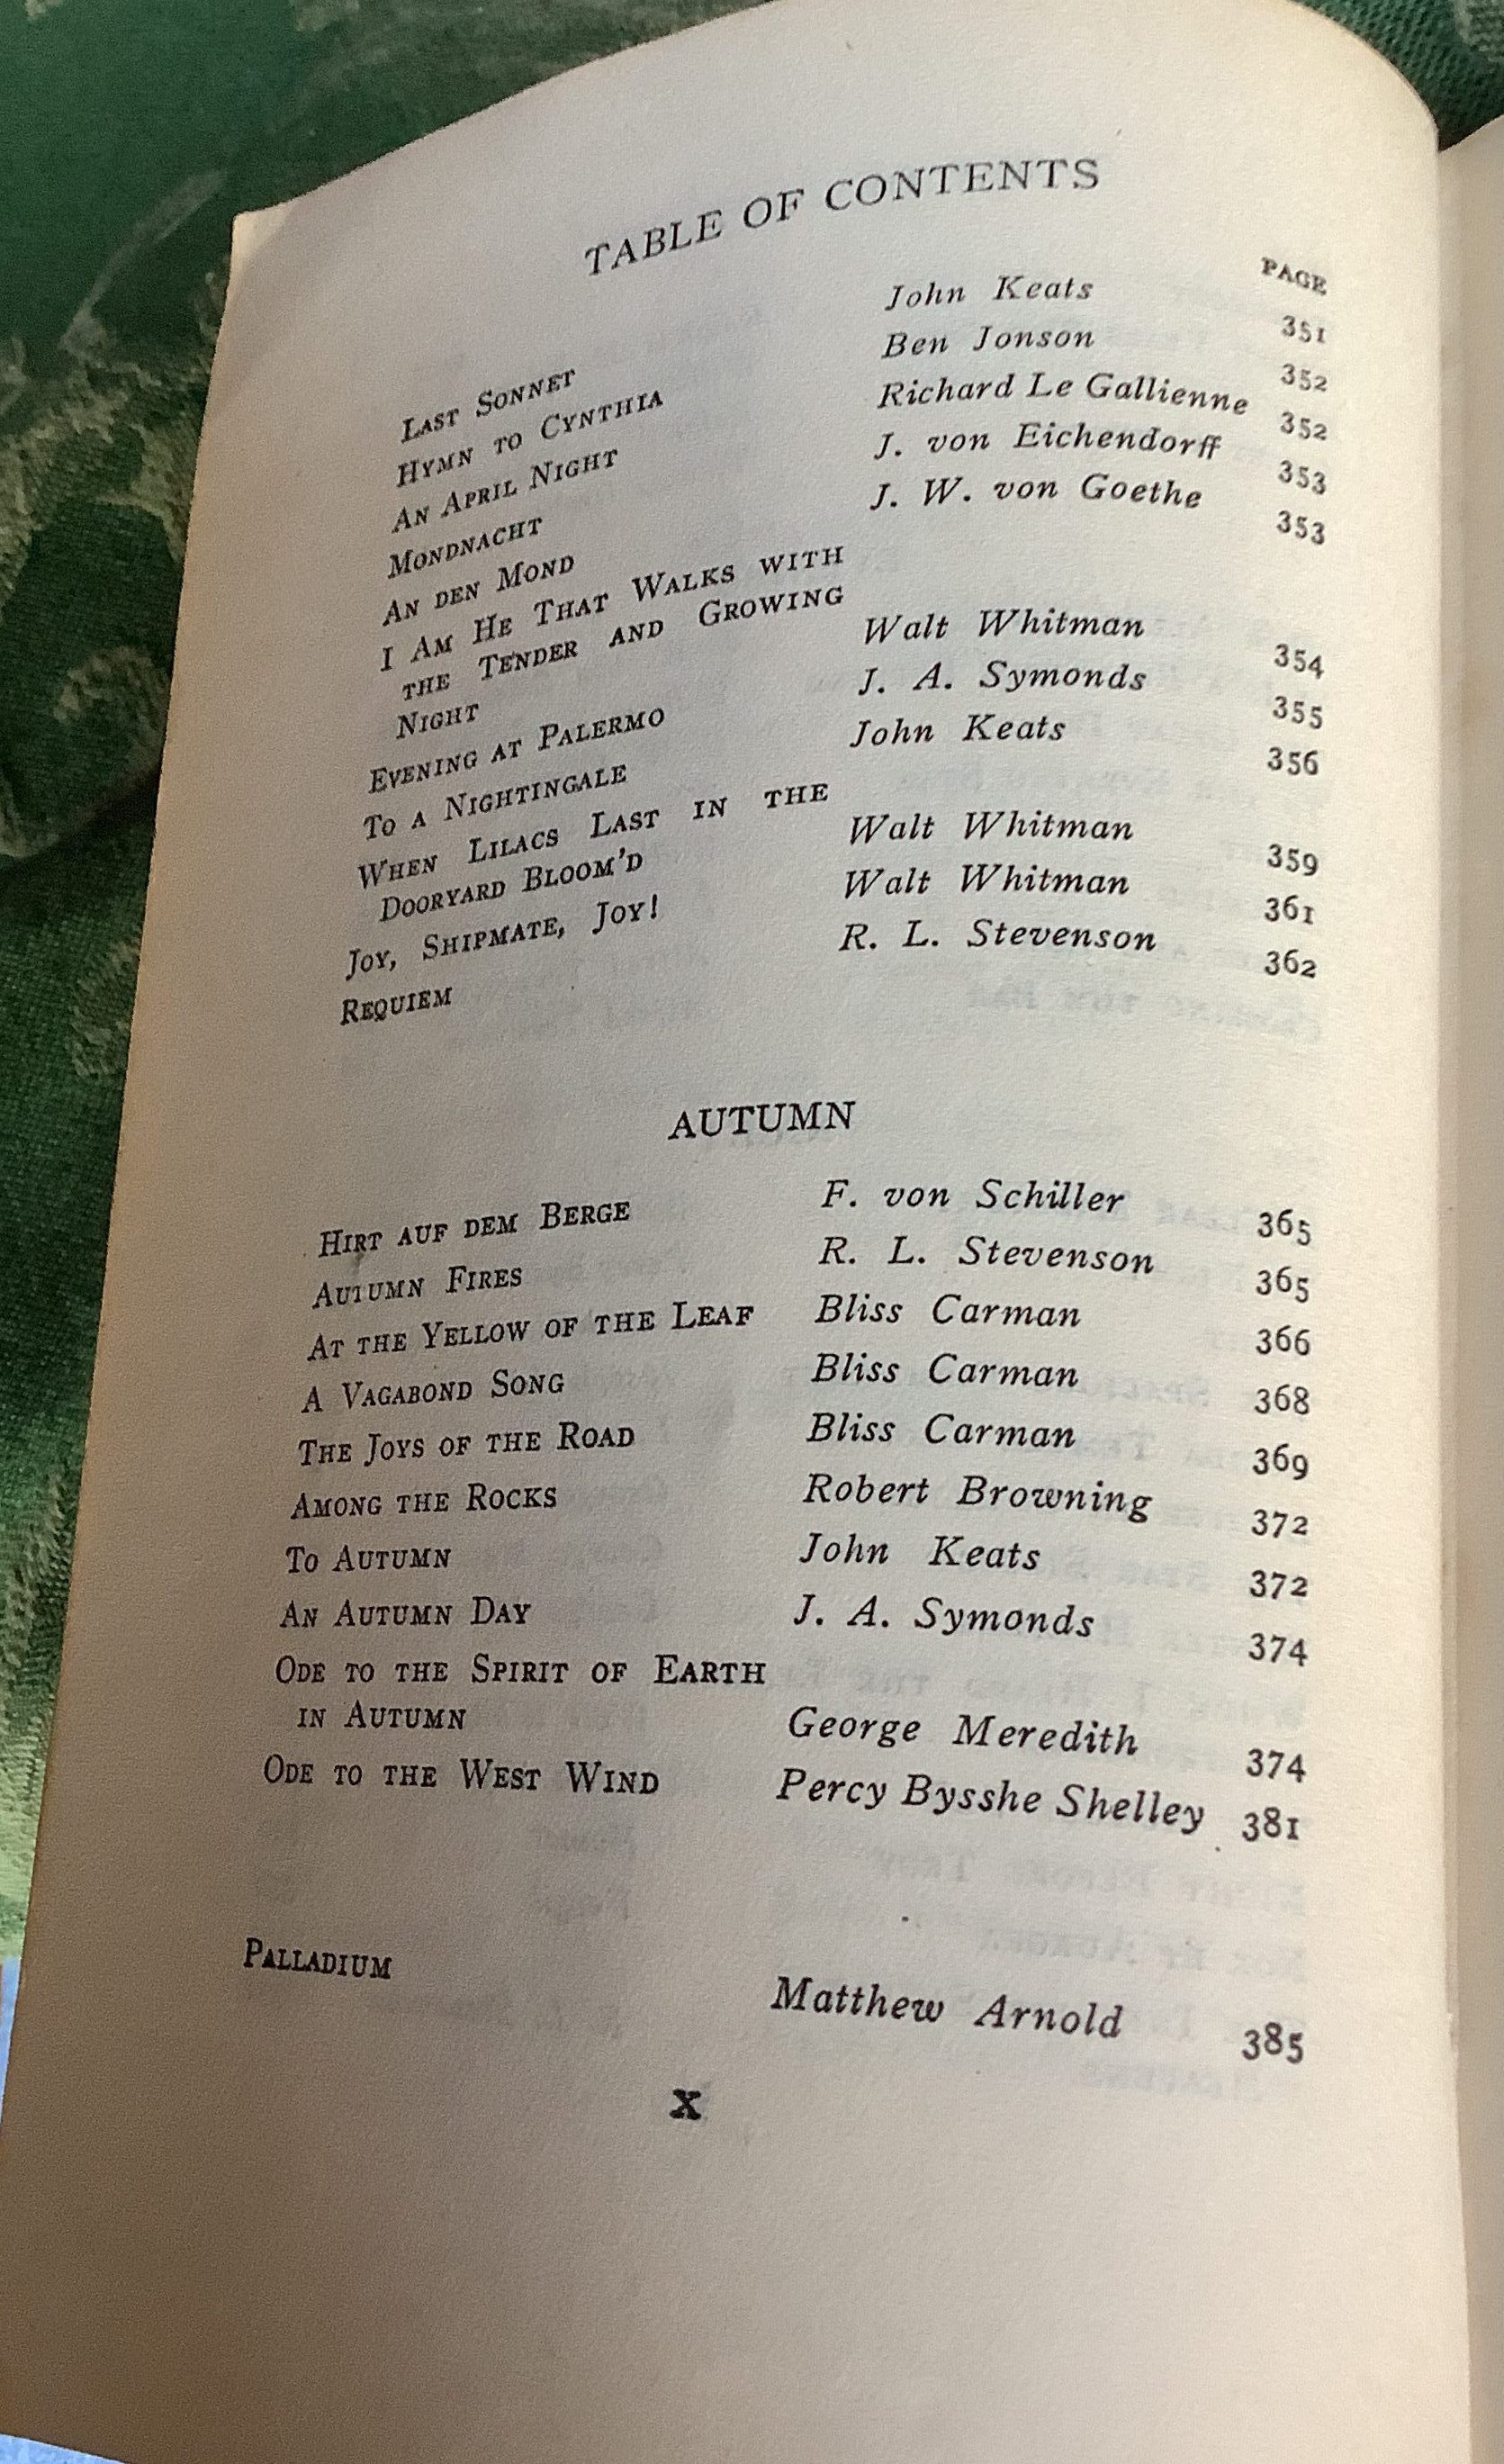 TABLE OF CONTENTS
PAGE
LAST SONNET John Keats 351
HYMN TO CYNTHIA Ben Jonson 352
AN APRIL NIGHT Richard Le Gallienne 352
MONDNACHT J. von Eichendorff 353
AN DEN MOND J. W. von Goethe 353
I AM HE THAT WALKS WITH
THE TENDER AND GROWING
NIGHT Walt Whitman 354
EVENING AT PALERMO J. A. Symonds 355
TO A NIGHTINGALE John Keats 356
WHEN LILACS LAST IN THE
DOORYARD BLOOM'D Walt Whitman 359
JOY, SHIPMATE, JOY! Walt Whitman 361
REQUIEM R. L. Stevenson 362
AUTUMN
HIRT AUF DEM BERGE F. von Schiller 365
AUTUMN FIRES R. L. Stevenson 365
AT THE YELLOW OF THE LEAF Bliss Carman 366
A VAGABOND SONG Bliss Carman 368
THE JOYS OF THE ROAD Bliss Carman 369
AMONG THE ROCKS Robert Browning 372
TO AUTUMN John Keats 372
AN AUTUMN DAY J. A. Symonds 374
ODE TO THE SPIRIT OF EARTH
IN AUTUMN George Meredith 374
ODE TO THE WEST WIND Percy Bysshe Shelley 381
PALLADIUM Matthew Arnold 385
x